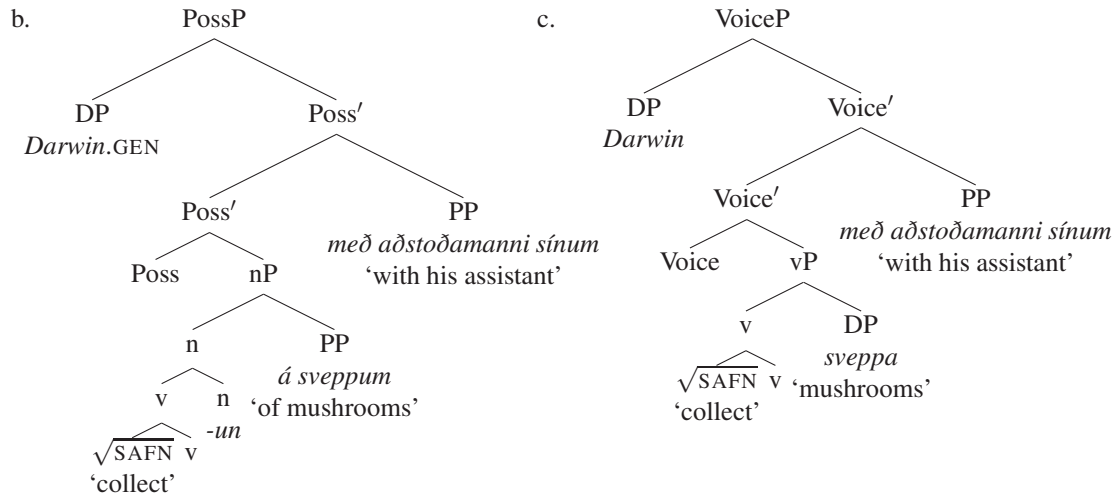 b. PossP
DP Poss′
Darwin.GEN
Poss' PP
með aðstoðamanni sínum
Poss nP ‘with his assistant’
n PP
á sveppum
v n ‘of mushrooms’
-un
√SAFN v
‘collect’
c. VoiceP
DP Voice′
Darwin
Voice′ PP
með aðstoðamanni sínum
Voice vP ‘with his assistant’
v DP
sveppa
√SAFN v ‘mushrooms’
‘collect’